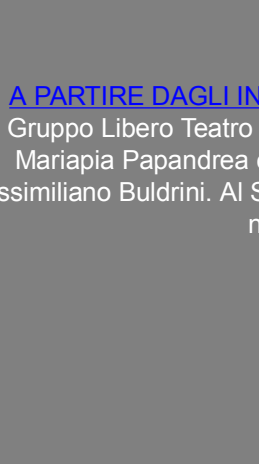 A PARTIRE DAGLI IN
Gruppo Libero Teatro
Mariapia Papandrea
ssimiliano Buldrini. Al S
n